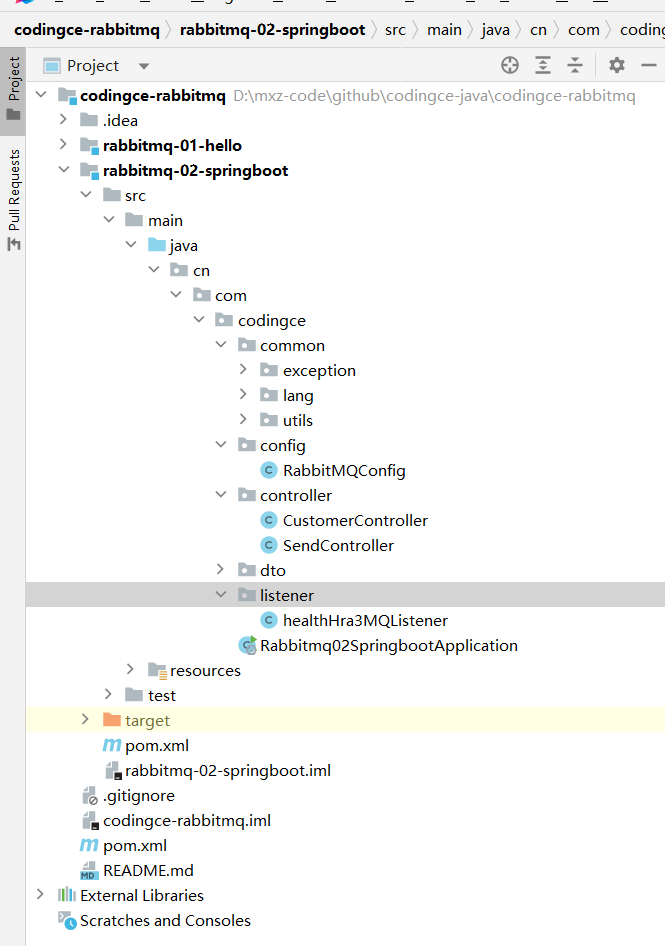 codingce-rabbitmq rabbitmq-02-springboot src main java cn com coding
Project
Project
Pull Requests
codingce-rabbitmq D:\mxz-code\github\codingce-java\codingce-rabbitmq
.idea
rabbitmq-01-hello
rabbitmq-02-springboot
src
main
java
cn
com
codingce
common
exception
lang
utils
config
C RabbitMQConfig
controller
C CustomerController
C SendController
dto
listener
C healthHra3MQListener
C Rabbitmq02SpringbootApplication
resources
test
target
m pom.xml
rabbitmq-02-springboot.iml
.gitignore
codingce-rabbitmq.iml
m pom.xml
MD README.md
External Libraries
Scratches and Consoles